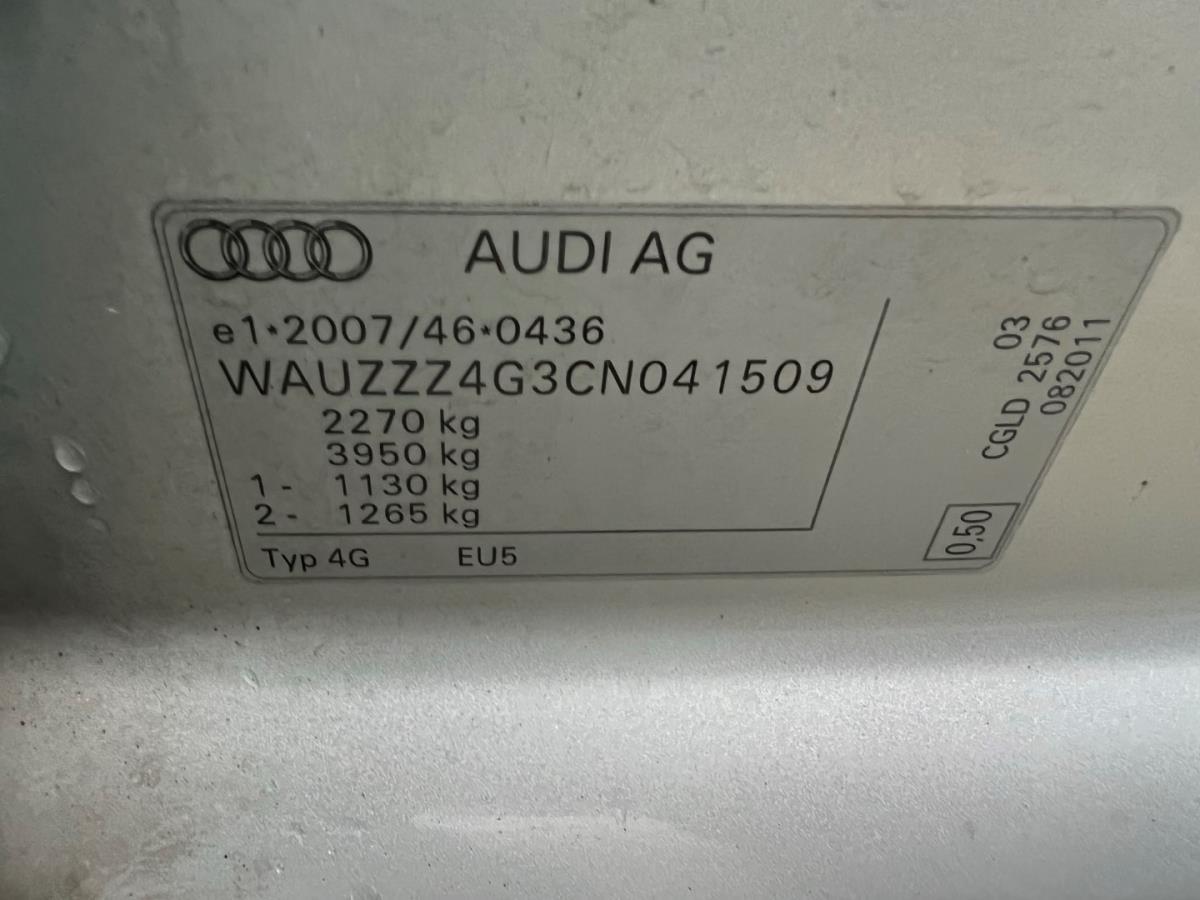 AUDI AG
e1*2007/46*0436
WAUZZZ4G3CN041509
2270 kg
3950 kg
1 - 1130 kg
2 - 1265 kg
Typ 4G EU5
03
CGLD 2576
082011
0,50